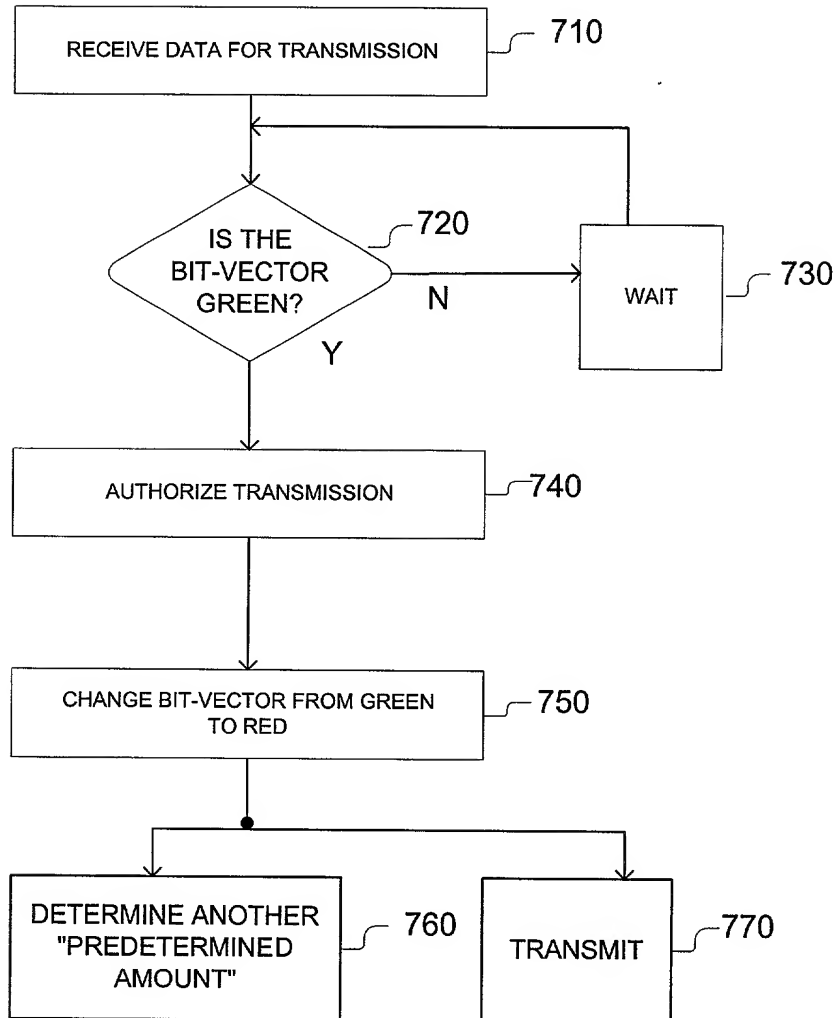 RECEIVE DATA FOR TRANSMISSION
710
IS THE
BIT-VECTOR
GREEN?
720
N
Y
WAIT
730
AUTHORIZE TRANSMISSION
740
CHANGE BIT-VECTOR FROM GREEN
TO RED
750
DETERMINE ANOTHER
"PREDETERMINED
AMOUNT"
760
TRANSMIT
770